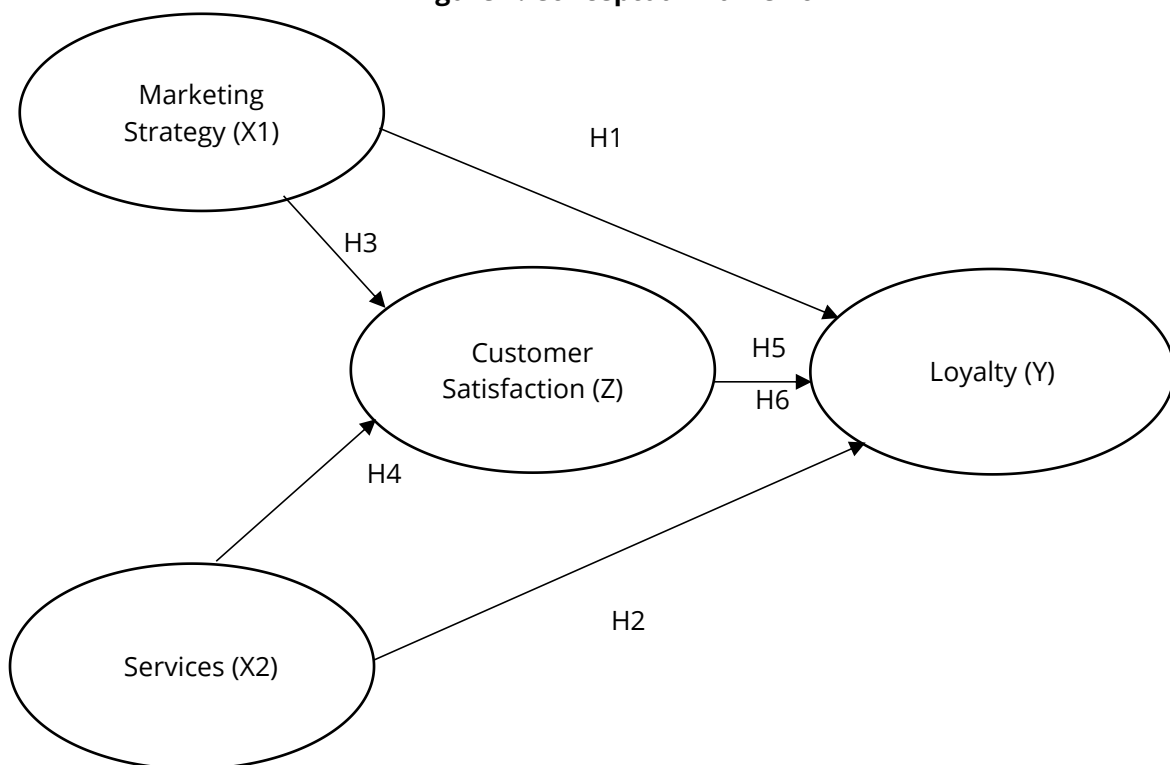 Marketing
Strategy (X1)
H1
H3
Customer
Satisfaction (Z)
H5
H6
Loyalty (Y)
H4
H2
Services (X2)